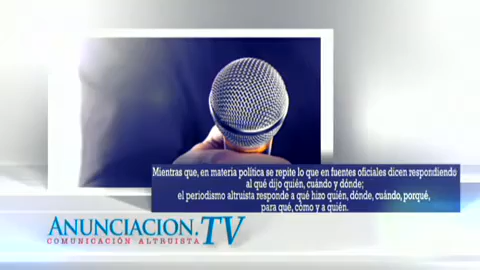 Mientras que, en materia política se repite lo que en fuentes oficiales dicen respondiendo
al qué dijo quién, cuándo y dónde;
el periodismo altruista responde a qué hizo quién, dónde, cuándo, porqué,
para qué, cómo y a quién.
ANUNCIACION.TV
COMUNICACIÓN ALTRUISTA